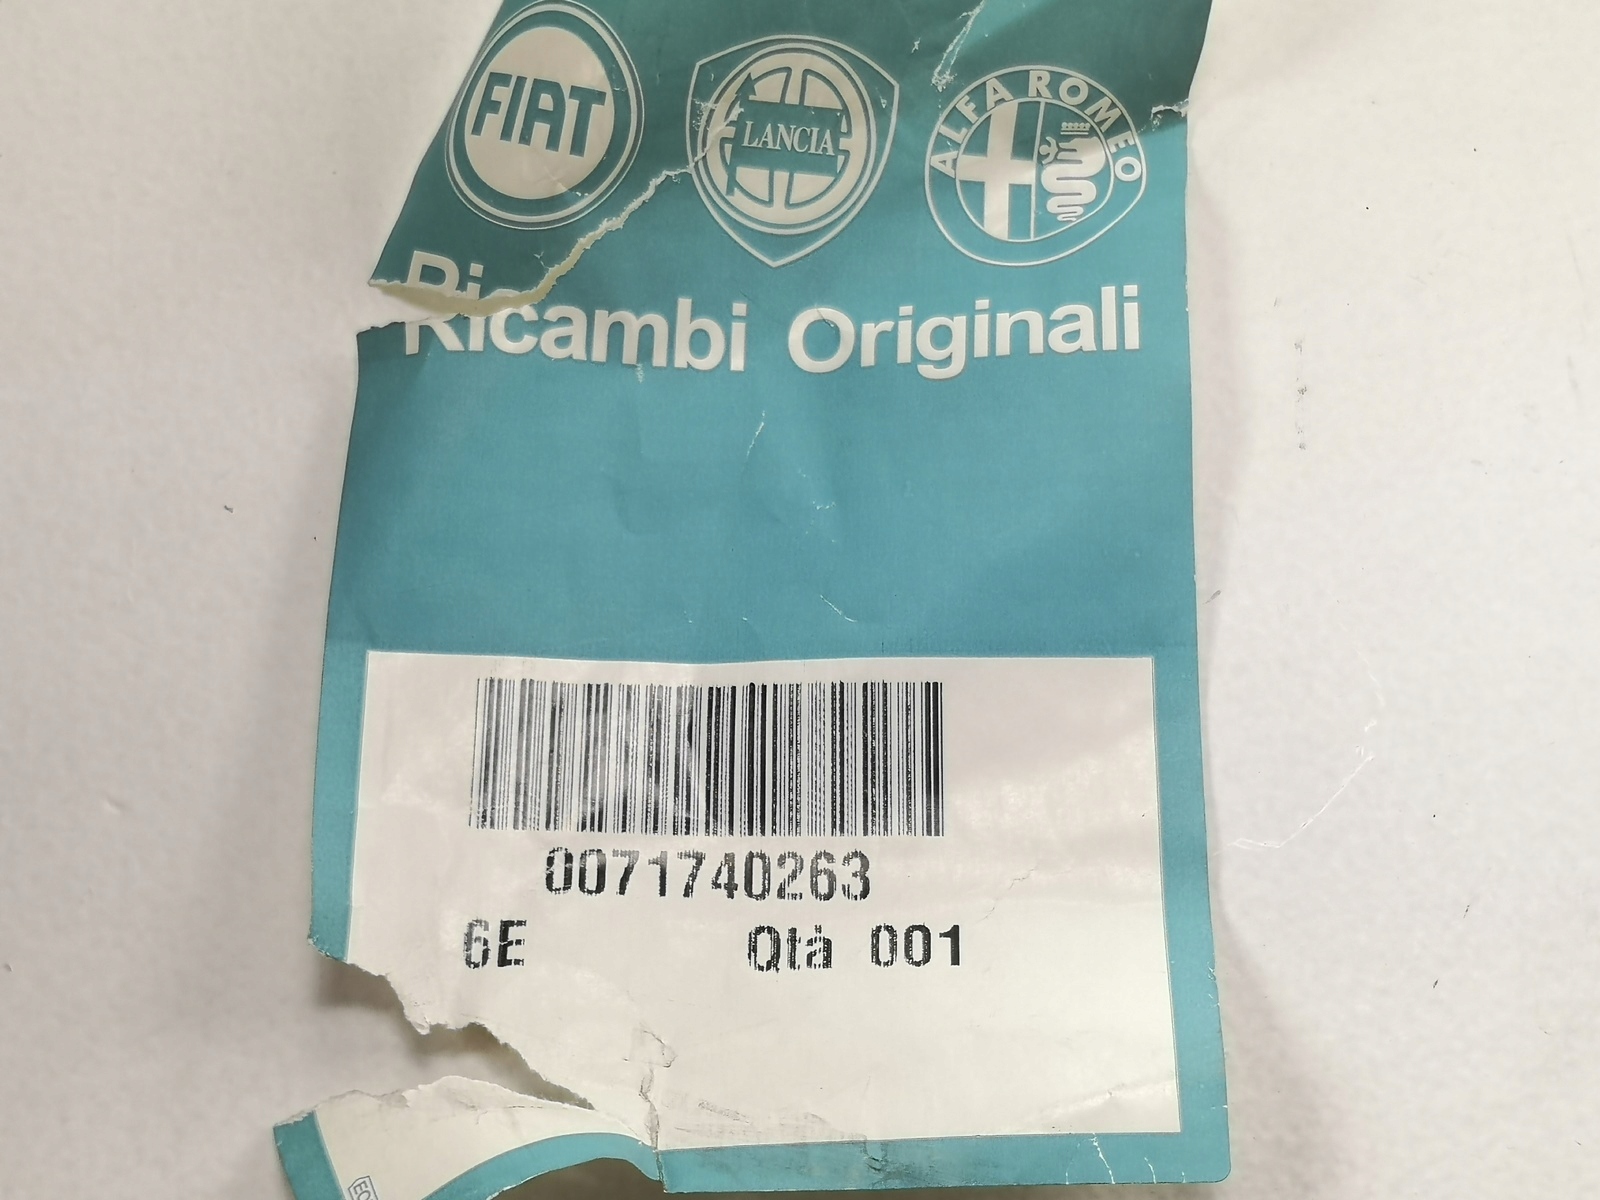 FIAT
LANCIA
ALFA ROMEO
Ricambi Originali
0071740263
6E Qtà 001